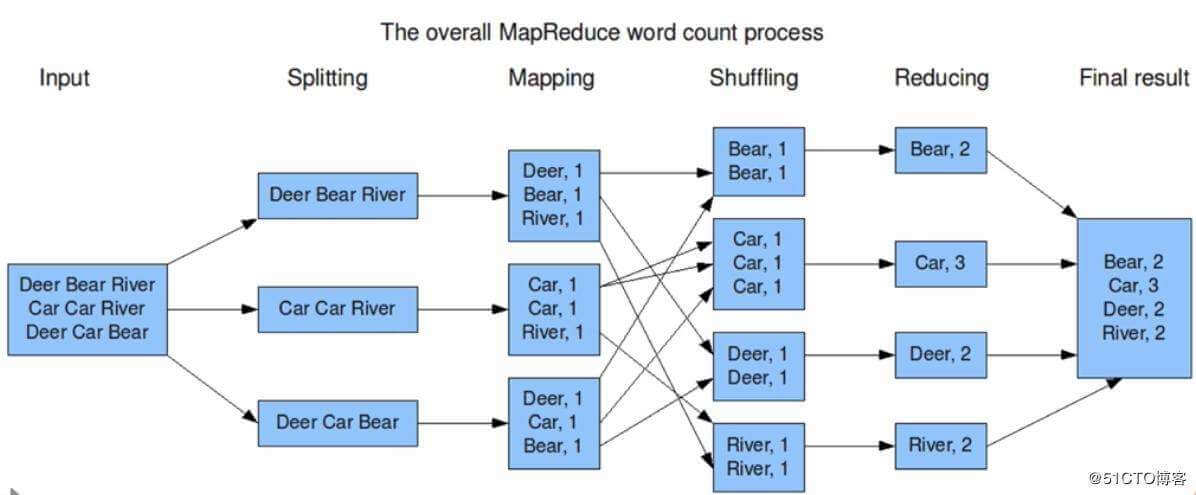 The overall MapReduce word count process
Input
Splitting
Mapping
Shuffling
Reducing
Final result
Deer Bear River
Car Car River
Deer Car Bear
Deer Bear River
Car Car River
Deer Car Bear
Deer, 1
Bear, 1
River, 1
Car, 1
Car, 1
River, 1
Deer, 1
Car, 1
Bear, 1
Bear, 1
Bear, 1
Car, 1
Car, 1
Car, 1
Deer, 1
Deer, 1
River, 1
River, 1
Bear, 2
Car, 3
Deer, 2
River, 2
Bear, 2
Car, 3
Deer, 2
River, 2
@51CTO博客